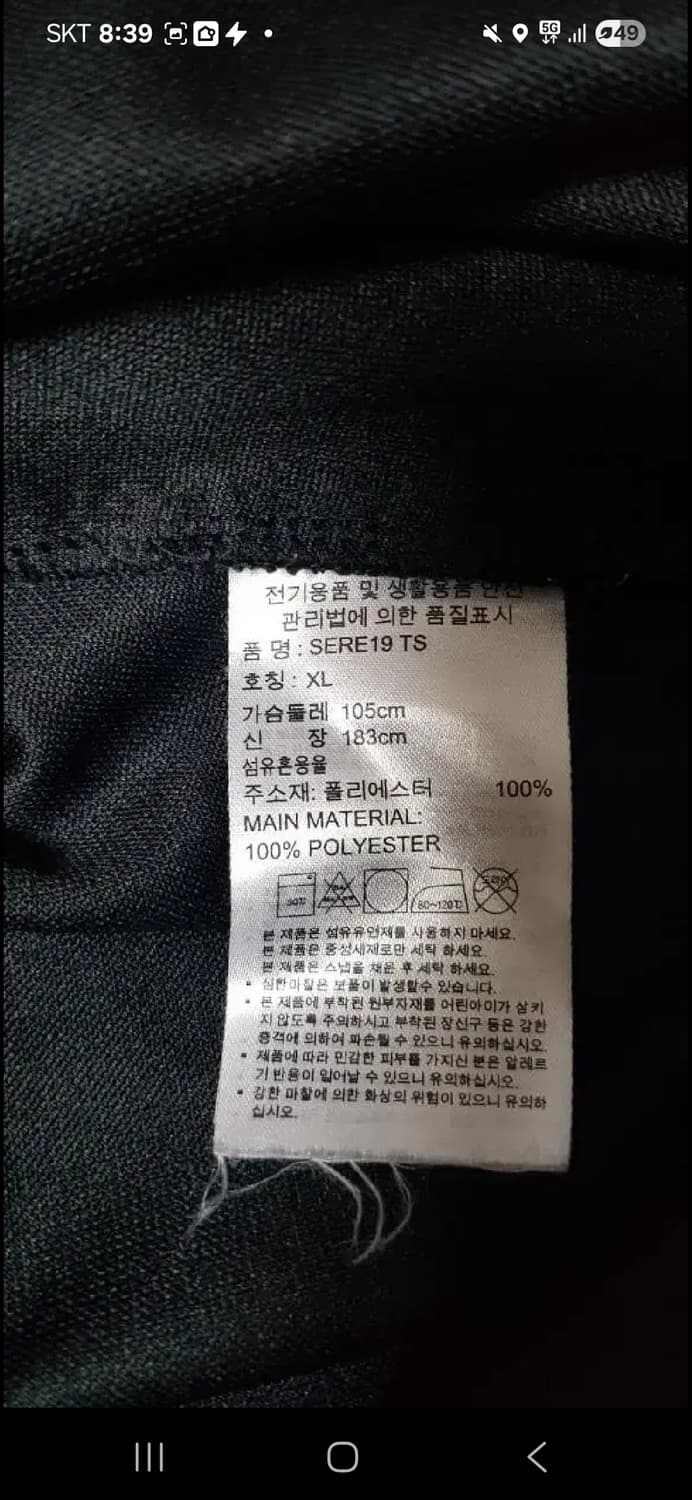 SKT 8:39
5G
49
전기용품 및 생활용품 안전
관리법에 의한 품질표시
품 명 : SERE19 TS
호칭 : XL
가슴둘레 105cm
신 장 183cm
섬유혼용율
주소재: 폴리에스터 100%
MAIN MATERIAL:
100% POLYESTER
80~120℃
드라이
본 제품은 섬유유연제를 사용하지 마세요.
본 제품은 중성세제로만 세탁 하세요.
본 제품은 스냅을 채운 후 세탁 하세요.
• 심한마찰은 보풀이 발생할수 있습니다.
• 본 제품에 부착된 원부자재를 어린아이가 삼키
지 않도록 주의하시고 부착된 장신구 등은 강한
충격에 의하여 파손될 수 있으니 유의하십시오.
• 제품에 따라 민감한 피부를 가지신 분은 알레르
기 반응이 일어날 수 있으니 유의하십시오.
• 강한 마찰에 의한 화상의 위험이 있으니 유의하
십시오.